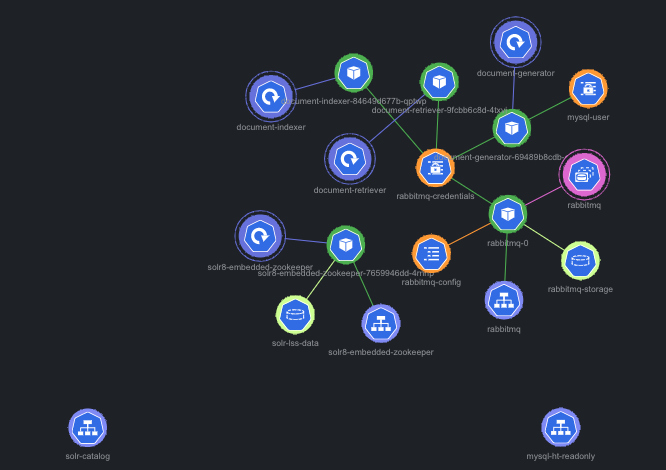 document-generator
document-indexer-84649d677b-qptwp
document-retriever-9fcbb6c8d-4txvj
mysql-user
document-indexer
document-generator-69489b8cdb-
document-retriever
rabbitmq-credentials
rabbitmq
rabbitmq-0
solr8-embedded-zookeeper
solr8-embedded-zookeeper-7659946dd-4mrlp
rabbitmq-config
rabbitmq-storage
rabbitmq
solr-lss-data
solr8-embedded-zookeeper
solr-catalog
mysql-ht-readonly